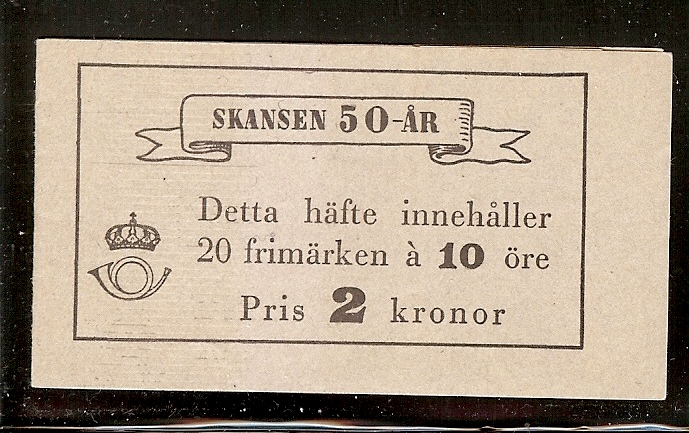 SKANSEN 50-ÅR
Detta häfte innehåller
20 frimärken à 10 öre
Pris 2 kronor